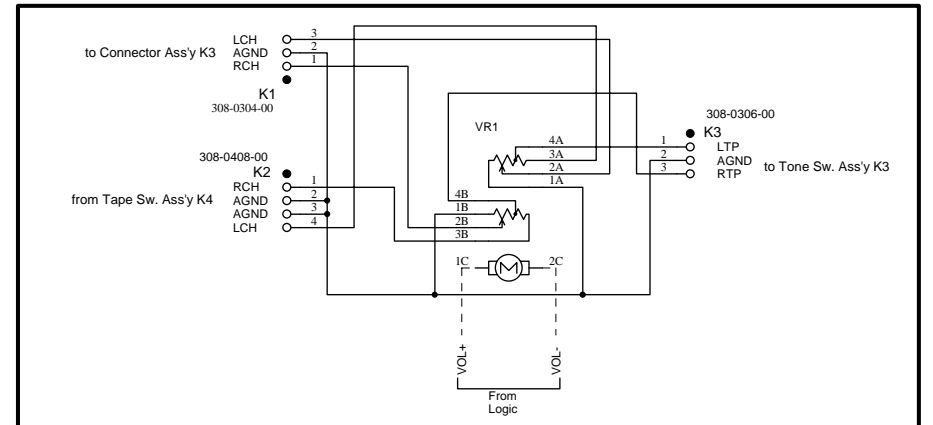 LCH 3
to Connector Ass'y K3 AGND 2
RCH 1
K1
308-0304-00
308-0306-00
K3
VR1
4A 1 LTP
3A 2 AGND to Tone Sw. Ass'y K3
2A 3 RTP
1A
308-0408-00
K2
RCH 1
from Tape Sw. Ass'y K4 AGND 2
AGND 3
LCH 4
4B
1B
2B
3B
1C M 2C
VOL+ VOL-
From
Logic